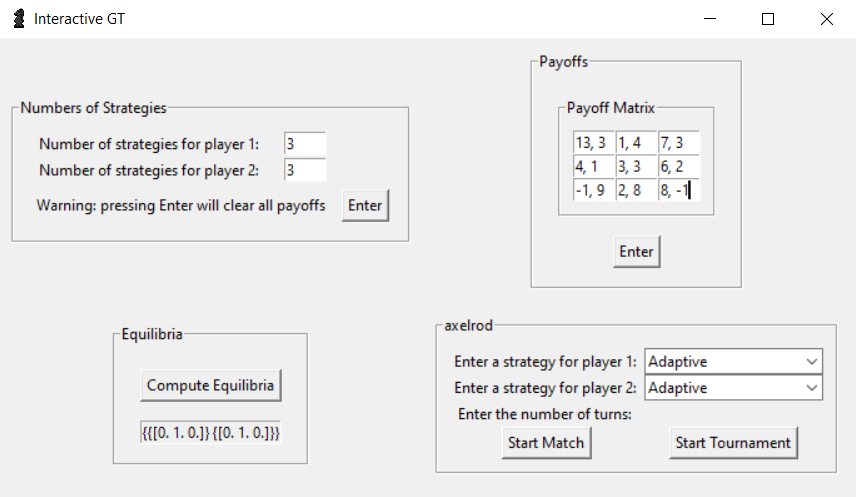 Interactive GT
Numbers of Strategies
Number of strategies for player 1: 3
Number of strategies for player 2: 3
Warning: pressing Enter will clear all payoffs Enter
Payoffs
Payoff Matrix
13, 3 1, 4 7, 3
4, 1 3, 3 6, 2
-1, 9 2, 8 8, -1
Enter
Equilibria
Compute Equilibria
{{[0. 1. 0.]} {[0. 1. 0.]}}
axelrod
Enter a strategy for player 1: Adaptive
Enter a strategy for player 2: Adaptive
Enter the number of turns:
Start Match Start Tournament